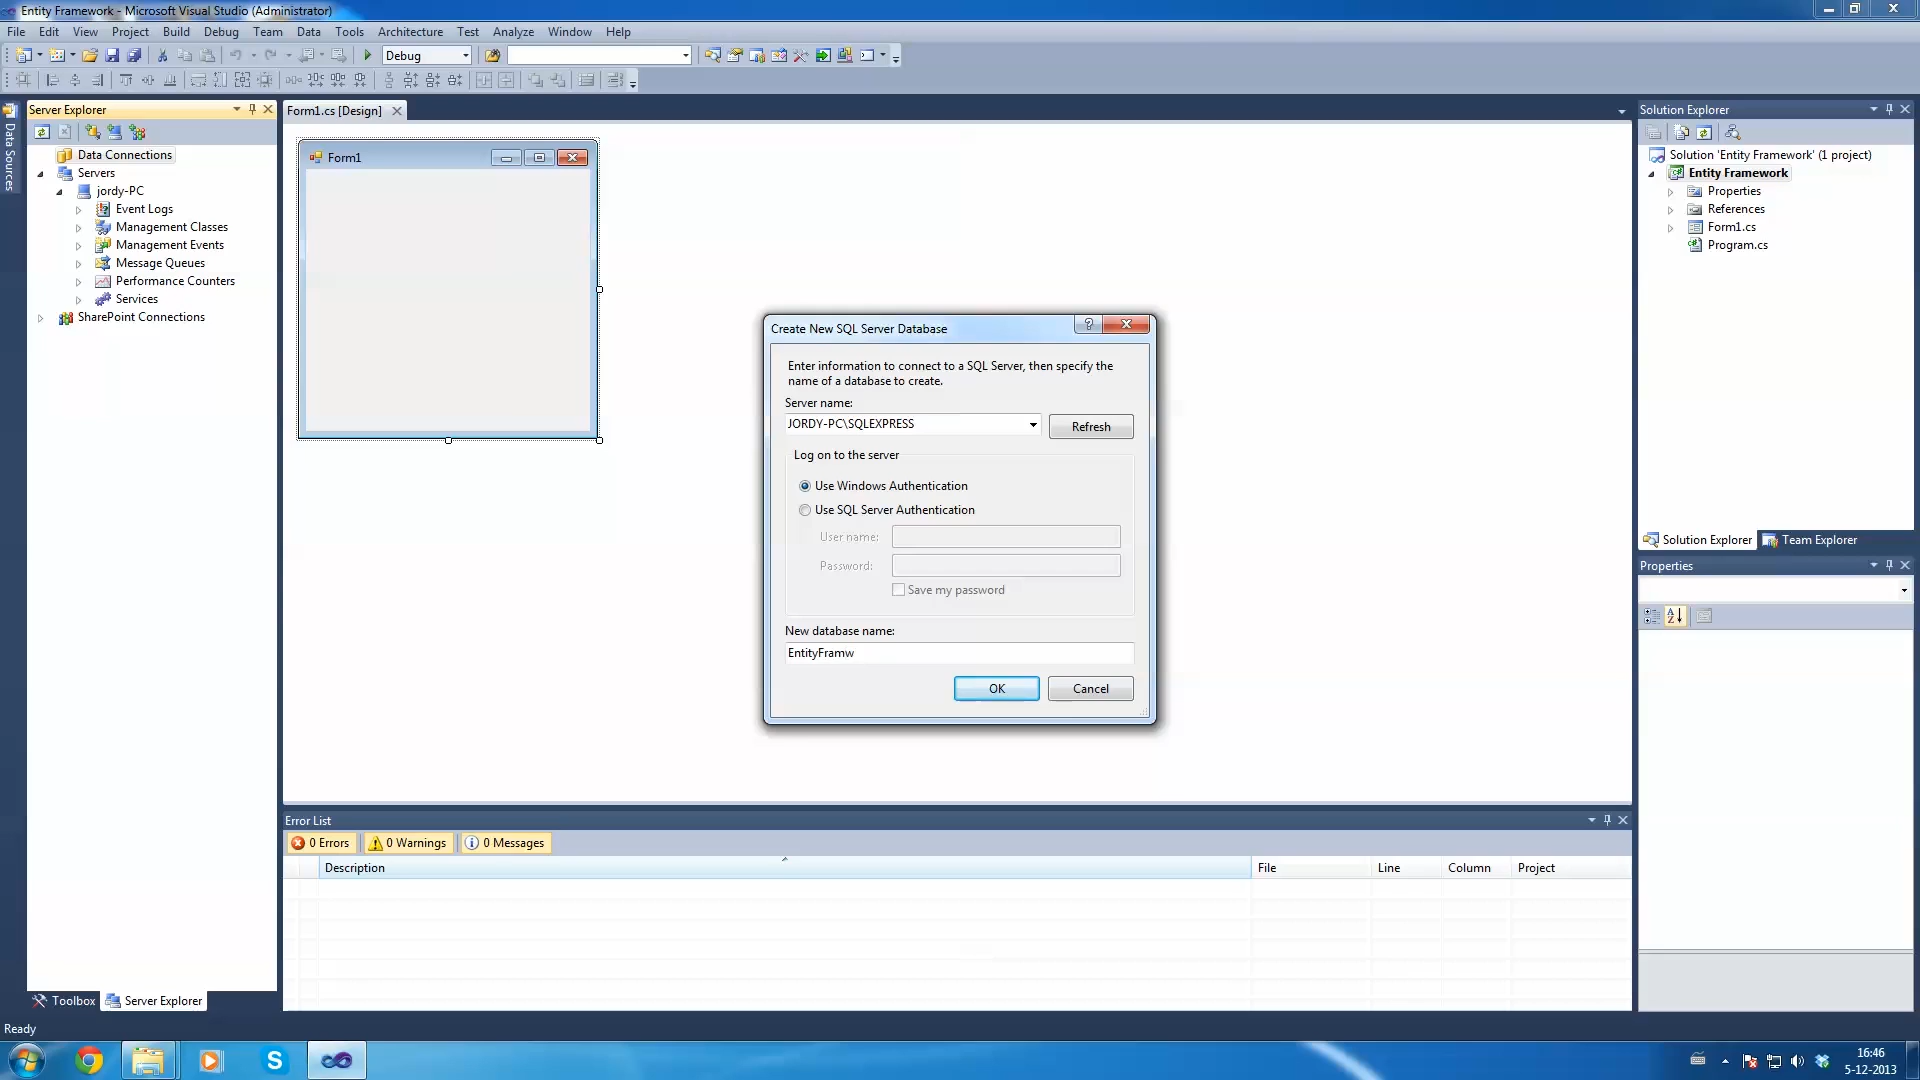 Entity Framework - Microsoft Visual Studio (Administrator)
File Edit View Project Build Debug Team Data Tools Architecture Test Analyze Window Help
Debug
Data Sources
Server Explorer
Data Connections
Servers
jordy-PC
Event Logs
Management Classes
Management Events
Message Queues
Performance Counters
Services
SharePoint Connections
Toolbox
Server Explorer
Form1.cs [Design]
Form1
Create New SQL Server Database
Enter information to connect to a SQL Server, then specify the
name of a database to create.
Server name:
JORDY-PC\SQLEXPRESS
Refresh
Log on to the server
Use Windows Authentication
Use SQL Server Authentication
User name:
Password:
Save my password
New database name:
EntityFramw
OK
Cancel
Error List
0 Errors
0 Warnings
0 Messages
Description File Line Column Project
Solution Explorer
Solution 'Entity Framework' (1 project)
Entity Framework
Properties
References
Form1.cs
Program.cs
Solution Explorer
Team Explorer
Properties
Ready
16:46
5-12-2013